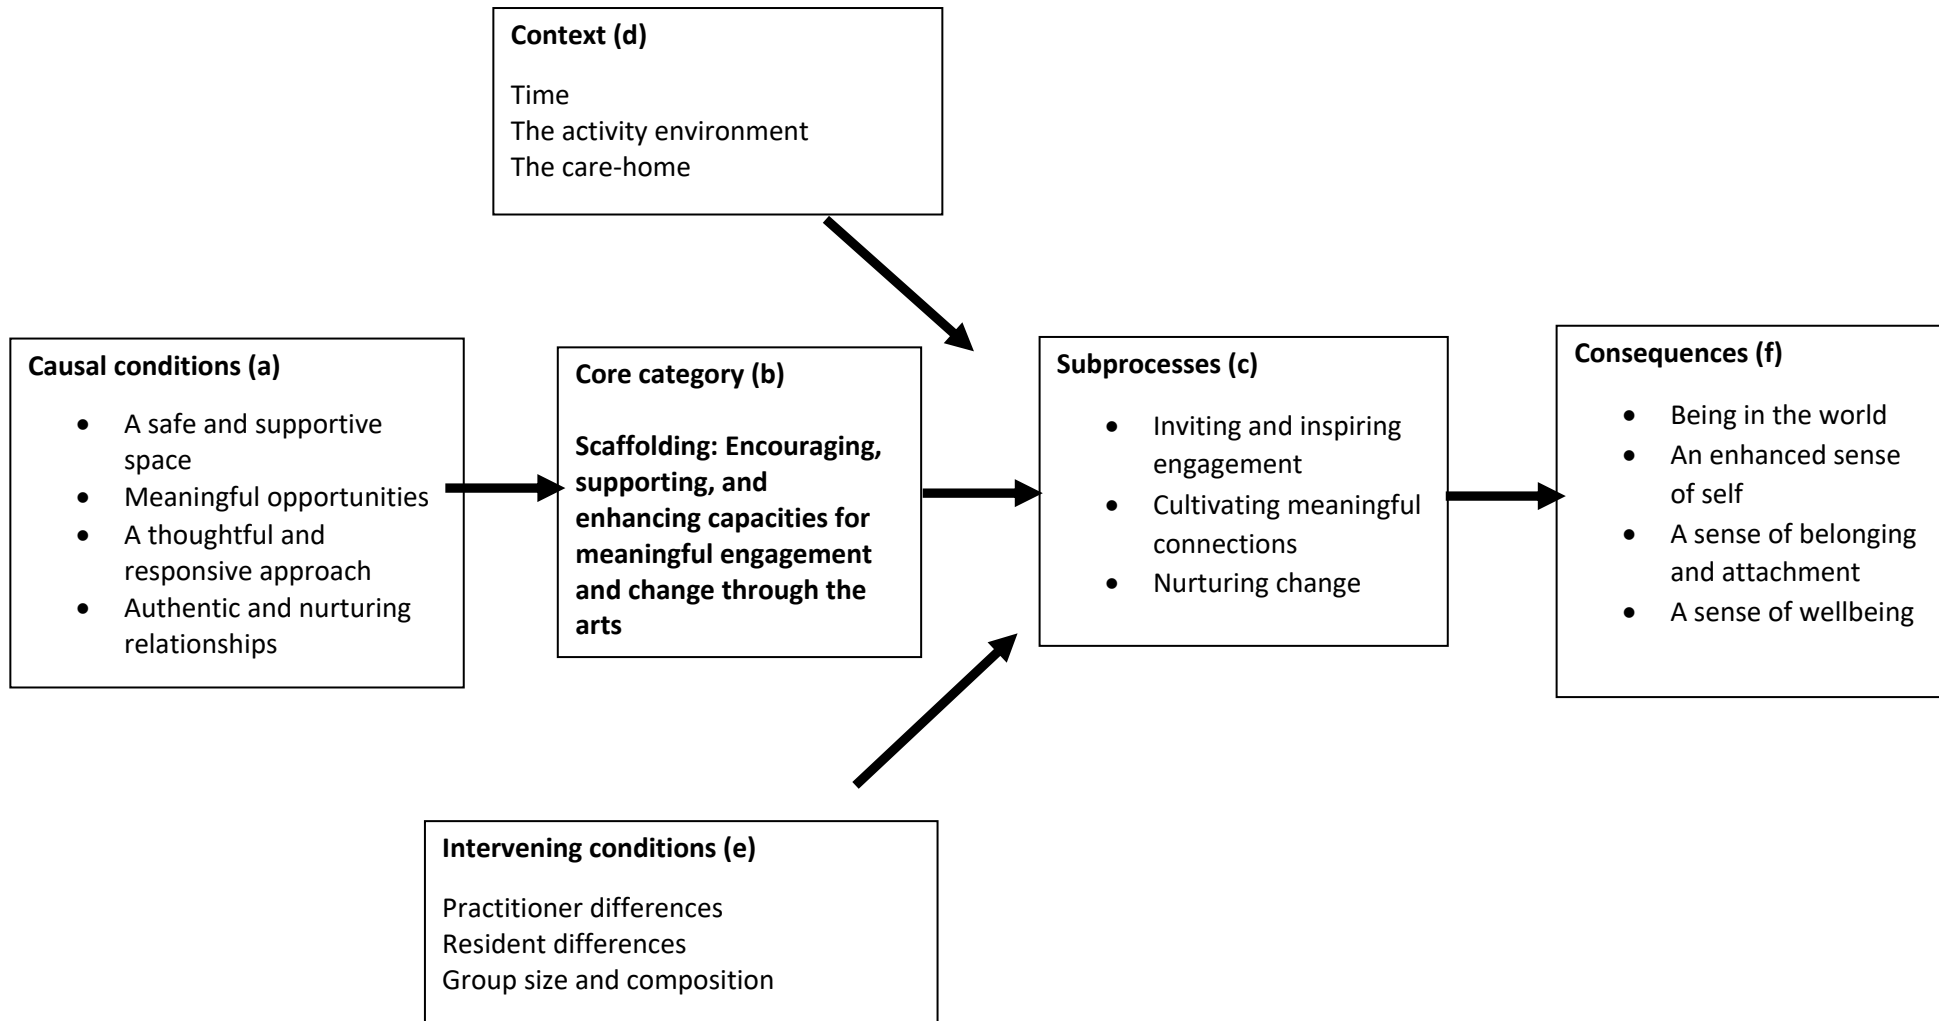 Context (d)
Time
The activity environment
The care-home
Causal conditions (a)
• A safe and supportive
space
• Meaningful opportunities
• A thoughtful and
responsive approach
• Authentic and nurturing
relationships
Core category (b)
Scaffolding: Encouraging,
supporting, and
enhancing capacities for
meaningful engagement
and change through the
arts
Subprocesses (c)
• Inviting and inspiring
engagement
• Cultivating meaningful
connections
• Nurturing change
Consequences (f)
• Being in the world
• An enhanced sense
of self
• A sense of belonging
and attachment
• A sense of wellbeing
Intervening conditions (e)
Practitioner differences
Resident differences
Group size and composition